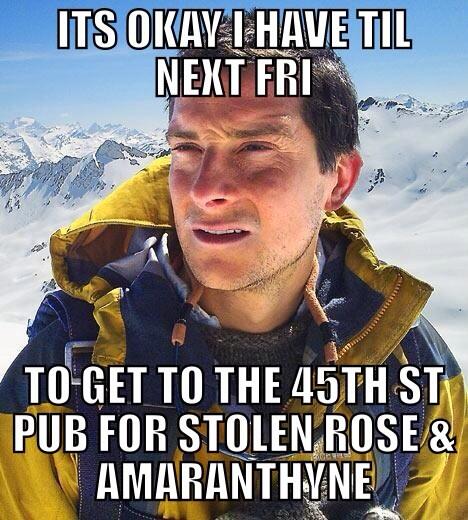 ITS OKAY I HAVE TIL
NEXT FRI
TO GET TO THE 45TH ST
PUB FOR STOLEN ROSE &
AMARANTHYNE